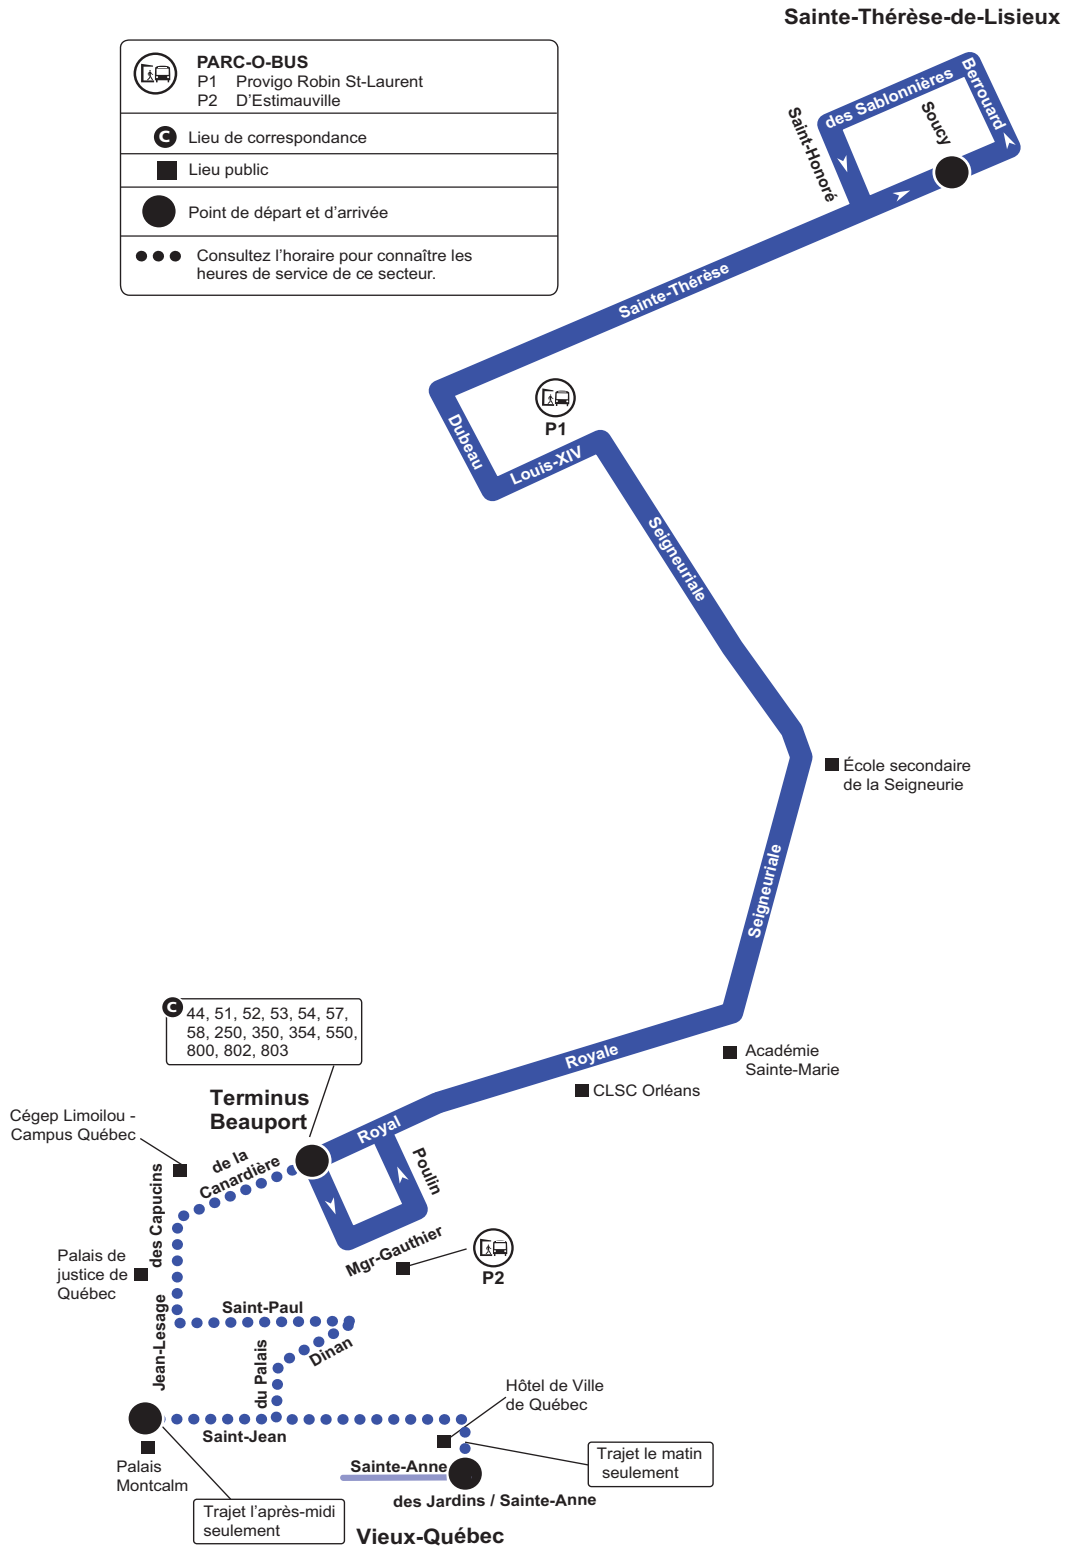 Sainte-Thérèse-de-Lisieux
PARC-O-BUS
P1 Provigo Robin St-Laurent
P2 D'Estimauville
C Lieu de correspondance
Lieu public
Point de départ et d'arrivée
Consultez l'horaire pour connaître les
heures de service de ce secteur.
des Sablonnières
Berrouard
Soucy
Saint-Honoré
Sainte-Thérèse
P1
Dubeau
Louis-XIV
Seigneuriale
École secondaire
de la Seigneurie
Seigneuriale
C 44, 51, 52, 53, 54, 57,
58, 250, 350, 354, 550,
800, 802, 803
Royale
Académie
Sainte-Marie
CLSC Orléans
Terminus
Beauport
Royal
Cégep Limoilou -
Campus Québec
de la
Canardière
Poulin
des Capucins
Mgr-Gauthier
P2
Palais de
justice de
Québec
Jean-Lesage
Saint-Paul
Dinan
du Palais
Hôtel de Ville
de Québec
Saint-Jean
Trajet le matin
seulement
Palais
Montcalm
Sainte-Anne
des Jardins / Sainte-Anne
Trajet l'après-midi
seulement
Vieux-Québec